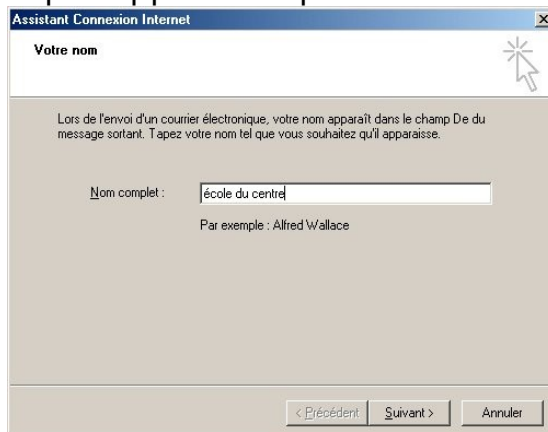 Assistant Connexion Internet
Votre nom
Lors de l'envoi d'un courrier électronique, votre nom apparaît dans le champ De du
message sortant. Tapez votre nom tel que vous souhaitez qu'il apparaisse.
Nom complet : école du centre
Par exemple : Alfred Wallace
< Précédent Suivant > Annuler